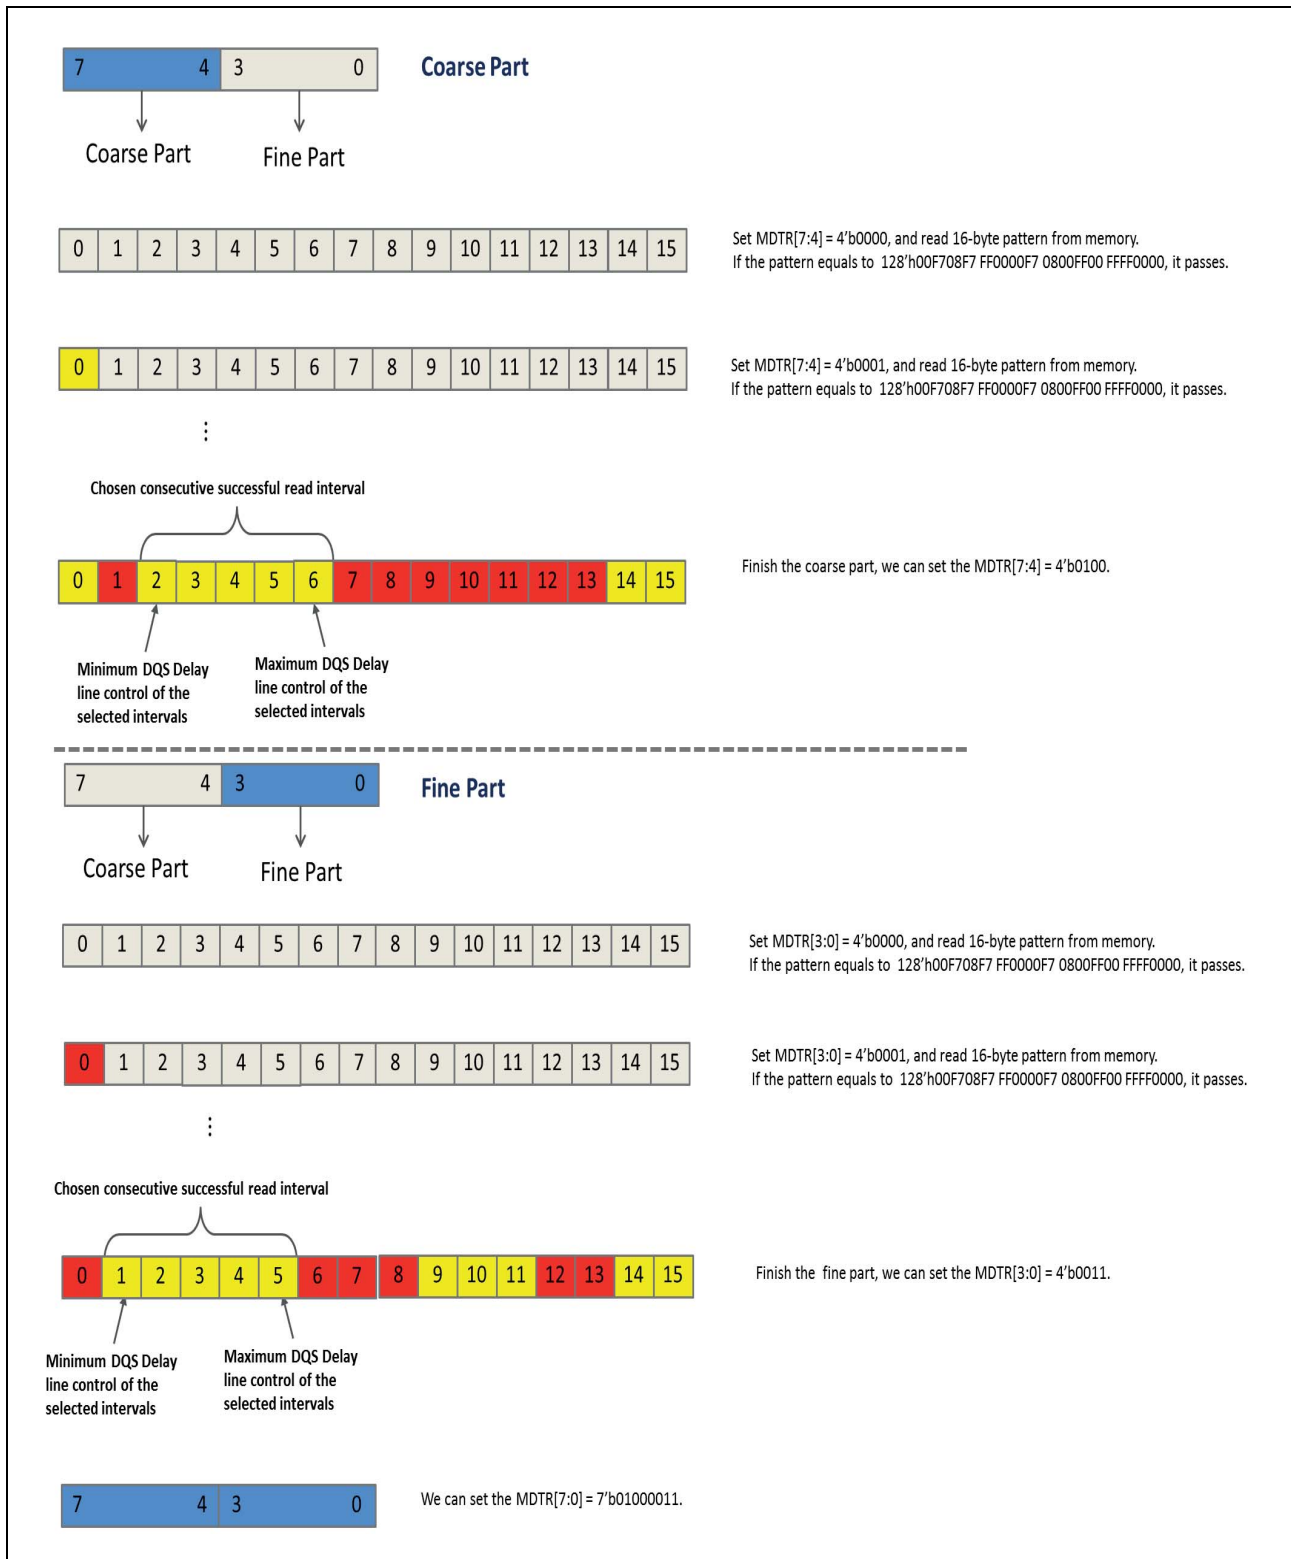 7 4 3 0 Coarse Part
Coarse Part Fine Part
0 1 2 3 4 5 6 7 8 9 10 11 12 13 14 15
Set MDTR[7:4] = 4'b0000, and read 16-byte pattern from memory.
If the pattern equals to 128'h00F708F7 FF0000F7 0800FF00 FFFF0000, it passes.
0 1 2 3 4 5 6 7 8 9 10 11 12 13 14 15
Set MDTR[7:4] = 4'b0001, and read 16-byte pattern from memory.
If the pattern equals to 128'h00F708F7 FF0000F7 0800FF00 FFFF0000, it passes.
⋮
Chosen consecutive successful read interval
0 1 2 3 4 5 6 7 8 9 10 11 12 13 14 15
Finish the coarse part, we can set the MDTR[7:4] = 4'b0100.
Minimum DQS Delay
line control of the
selected intervals
Maximum DQS Delay
line control of the
selected intervals
7 4 3 0 Fine Part
Coarse Part Fine Part
0 1 2 3 4 5 6 7 8 9 10 11 12 13 14 15
Set MDTR[3:0] = 4'b0000, and read 16-byte pattern from memory.
If the pattern equals to 128'h00F708F7 FF0000F7 0800FF00 FFFF0000, it passes.
0 1 2 3 4 5 6 7 8 9 10 11 12 13 14 15
Set MDTR[3:0] = 4'b0001, and read 16-byte pattern from memory.
If the pattern equals to 128'h00F708F7 FF0000F7 0800FF00 FFFF0000, it passes.
⋮
Chosen consecutive successful read interval
0 1 2 3 4 5 6 7 8 9 10 11 12 13 14 15
Finish the fine part, we can set the MDTR[3:0] = 4'b0011.
Minimum DQS Delay
line control of the
selected intervals
Maximum DQS Delay
line control of the
selected intervals
7 4 3 0
We can set the MDTR[7:0] = 7'b01000011.